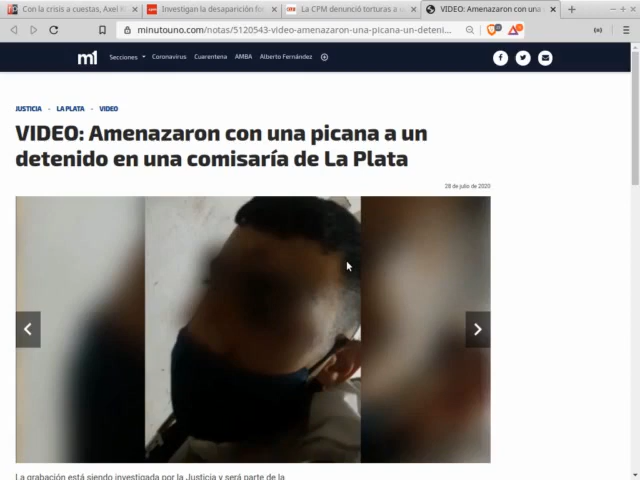 Con la crisis a cuestas, Axel K
Investigan la desaparición for
La CPM denunció torturas a u
VIDEO: Amenazaron con una
minutouno.com/notas/5120543-video-amenazaron-una-picana-un-deteni...
m1 Secciones Coronavirus Cuarentena AMBA Alberto Fernández
JUSTICIA - LA PLATA - VIDEO
VIDEO: Amenazaron con una picana a un
detenido en una comisaría de La Plata
28 de julio de 2020
La grabación está siendo investigada por la Justicia y será parte de la